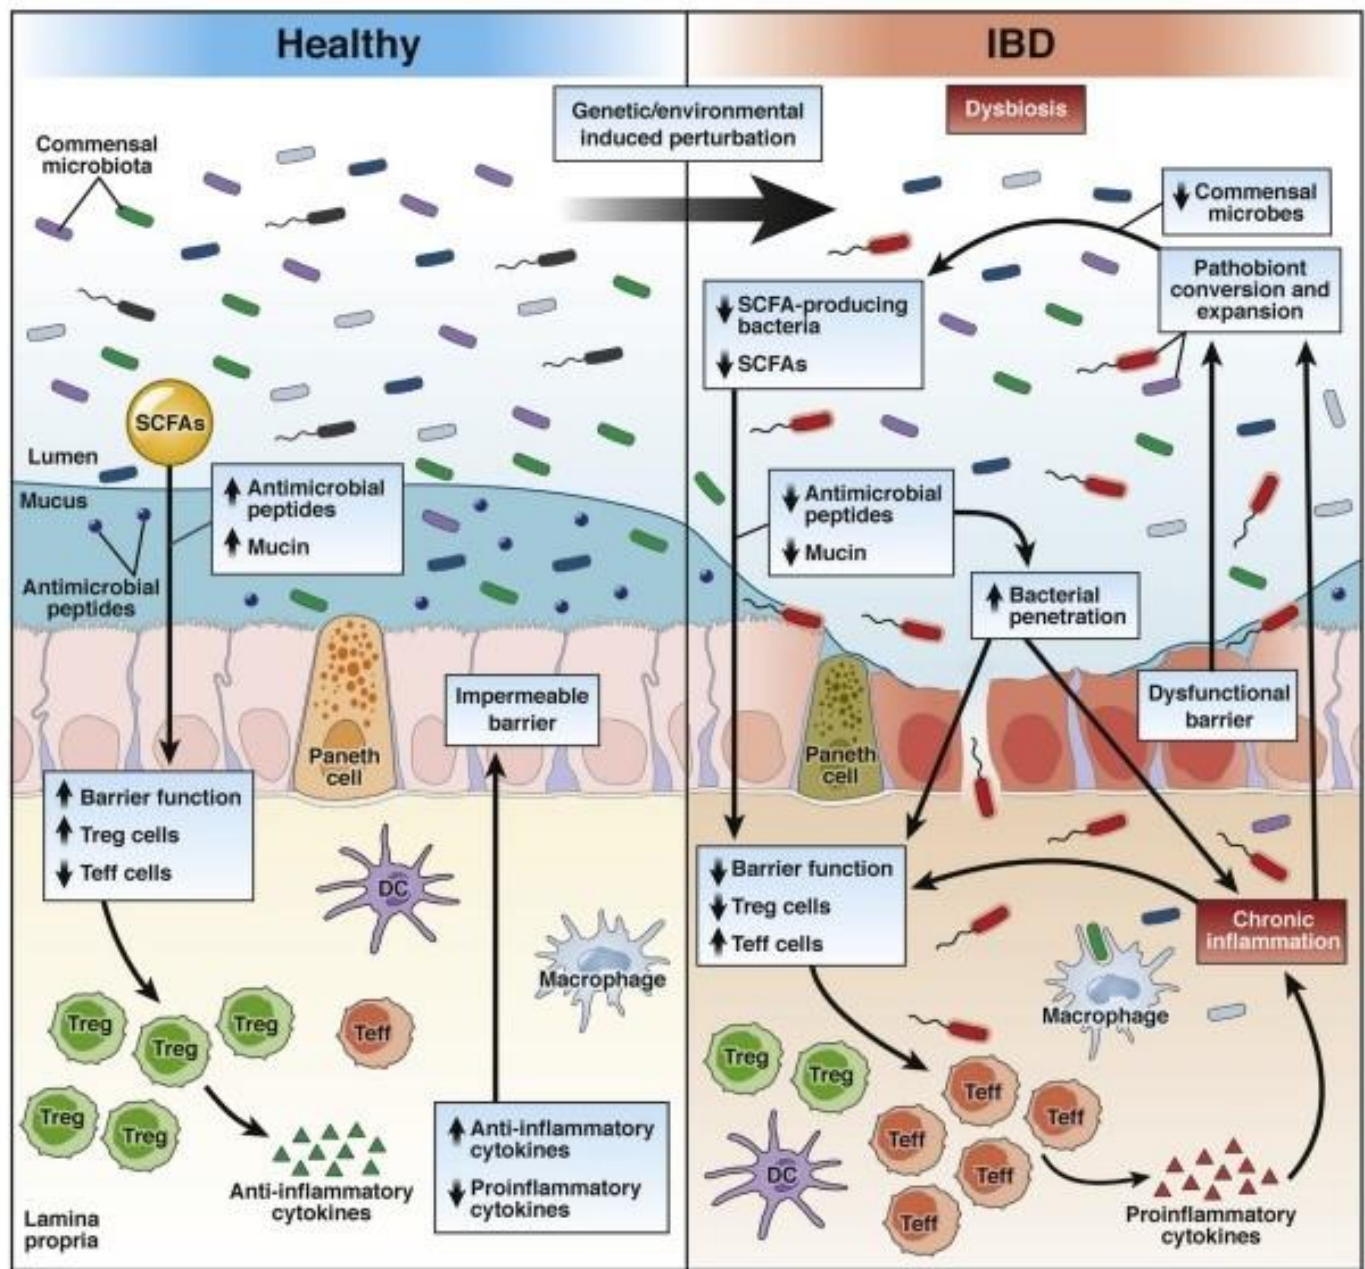 Healthy
IBD
Genetic/environmental
induced perturbation
Dysbiosis
Commensal
microbiota
Commensal
microbes
Pathobiont
conversion and
expansion
SCFA-producing
bacteria
SCFAs
SCFAs
Lumen
Mucus
Antimicrobial
peptides
Mucin
Antimicrobial
peptides
Antimicrobial
peptides
Mucin
Bacterial
penetration
Impermeable
barrier
Paneth
cell
Paneth
cell
Dysfunctional
barrier
Barrier function
Treg cells
Teff cells
DC
Macrophage
Barrier function
Treg cells
Teff cells
Chronic
inflammation
Macrophage
Treg
Treg
Treg
Teff
Treg
Treg
Anti-inflammatory
cytokines
Anti-inflammatory
cytokines
Proinflammatory
cytokines
Lamina
propria
Treg
Treg
Teff
Teff
Teff
Teff
Teff
DC
Proinflammatory
cytokines